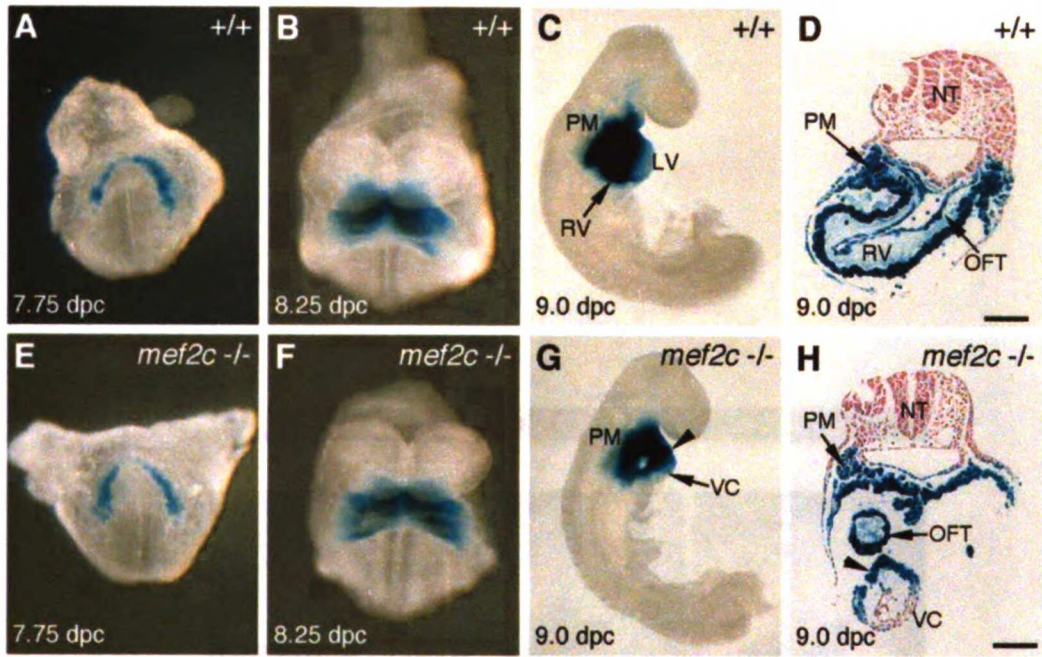 A +/+
7.75 dpc
B +/+
8.25 dpc
C +/+
PM
LV
RV
9.0 dpc
D +/+
NT
PM
RV
OFT
9.0 dpc
E mef2c -/-
7.75 dpc
F mef2c -/-
8.25 dpc
G mef2c -/-
PM
VC
9.0 dpc
H mef2c -/-
NT
PM
OFT
VC
9.0 dpc